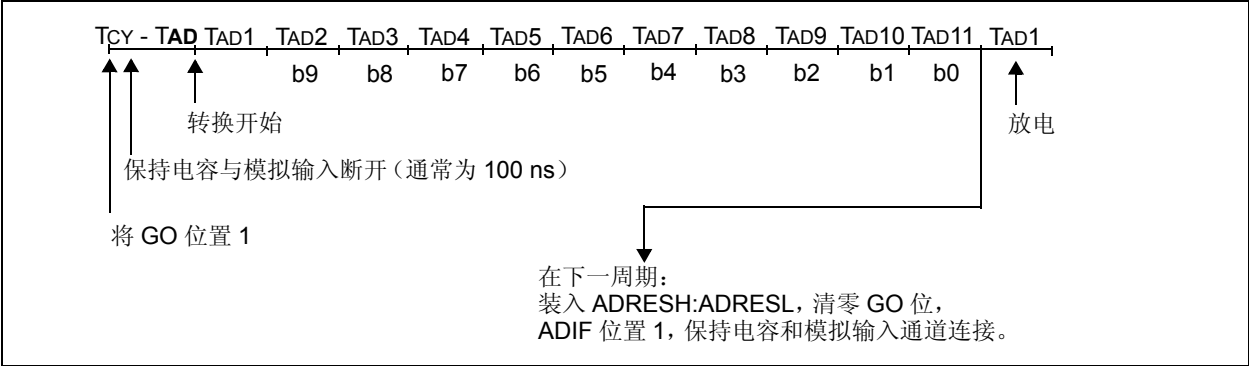 TCY - TAD TAD1 TAD2 TAD3 TAD4 TAD5 TAD6 TAD7 TAD8 TAD9 TAD10 TAD11 TAD1
b9 b8 b7 b6 b5 b4 b3 b2 b1 b0
转换开始
放电
保持电容与模拟输入断开（通常为 100 ns）
将 GO 位置 1
在下一周期：
装入 ADRESH:ADRESL，清零 GO 位，
ADIF 位置 1，保持电容和模拟输入通道连接。